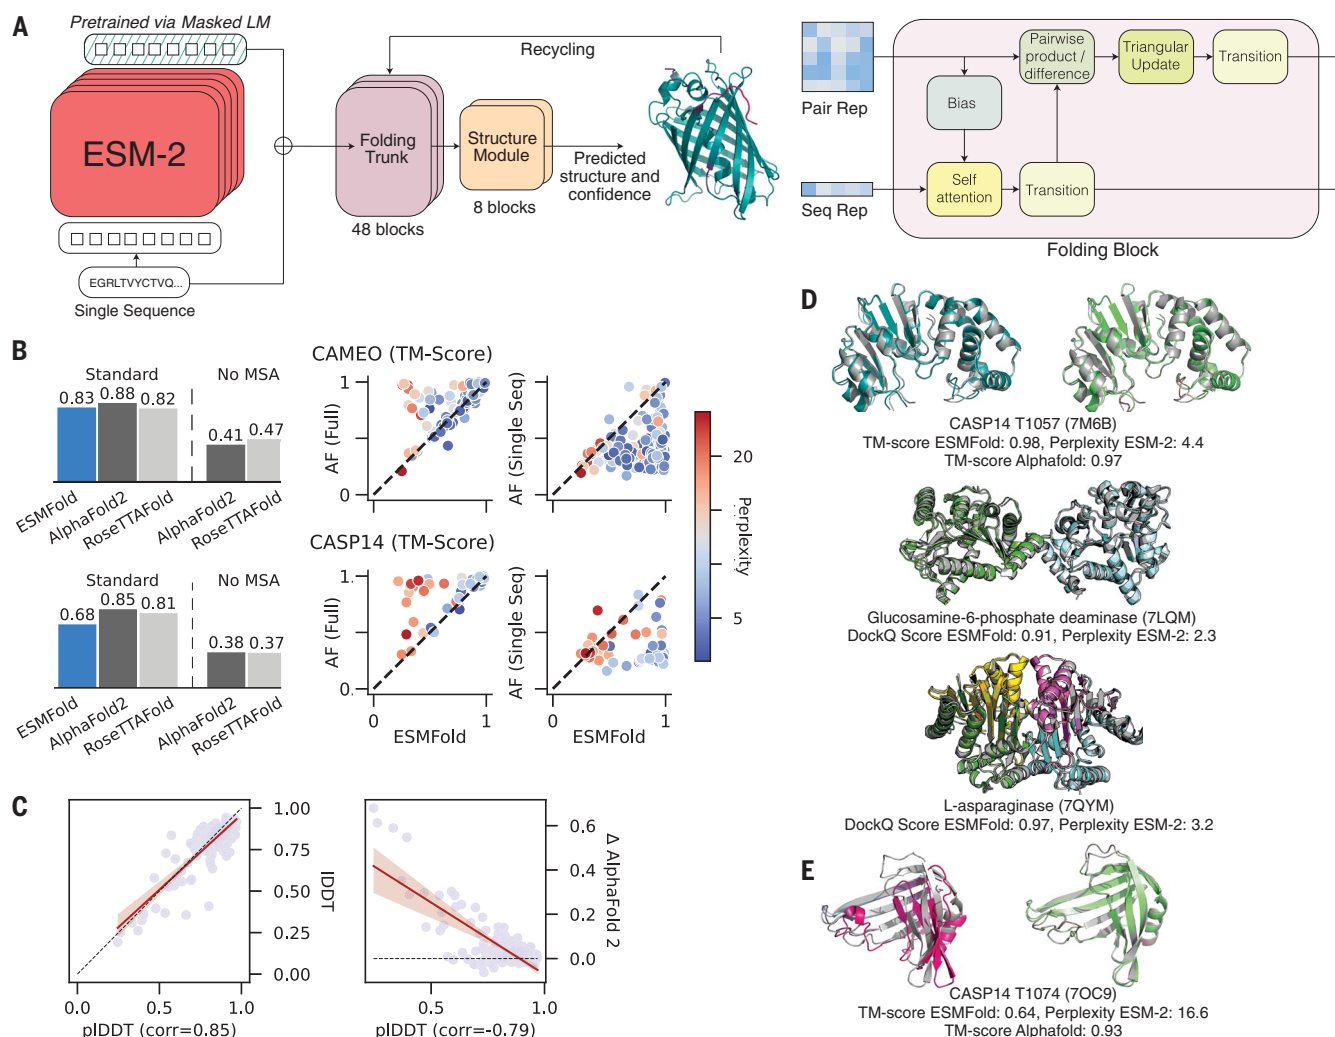 A
Pretrained via Masked LM
ESM-2
EGRLTVYCTVQ...
Single Sequence
Recycling
Folding
Trunk
48 blocks
Structure
Module
8 blocks
Predicted
structure and
confidence
Pair Rep
Seq Rep
Bias
Self
attention
Pairwise
product /
difference
Transition
Triangular
Update
Transition
Folding Block
B
Standard
No MSA
0.83
0.88
0.82
0.41
0.47
ESMFold
AlphaFold2
RoseTTAFold
AlphaFold2
RoseTTAFold
Standard
No MSA
0.68
0.85
0.81
0.38
0.37
ESMFold
AlphaFold2
RoseTTAFold
AlphaFold2
RoseTTAFold
CAMEO (TM-Score)
AF (Full)
1
0
AF (Single Seq)
1
0
CASP14 (TM-Score)
AF (Full)
1
0
0
1
ESMFold
AF (Single Seq)
1
0
0
1
ESMFold
20
5
Perplexity
C
1.00
0.75
0.50
0.25
0.00
lDDT
0.0
0.5
1.0
plDDT (corr=0.85)
0.6
0.4
0.2
0.0
Δ AlphaFold 2
0.5
1.0
plDDT (corr=-0.79)
D
CASP14 T1057 (7M6B)
TM-score ESMFold: 0.98, Perplexity ESM-2: 4.4
TM-score Alphafold: 0.97
Glucosamine-6-phosphate deaminase (7LQM)
DockQ Score ESMFold: 0.91, Perplexity ESM-2: 2.3
L-asparaginase (7QYM)
DockQ Score ESMFold: 0.97, Perplexity ESM-2: 3.2
E
CASP14 T1074 (7OC9)
TM-score ESMFold: 0.64, Perplexity ESM-2: 16.6
TM-score Alphafold: 0.93